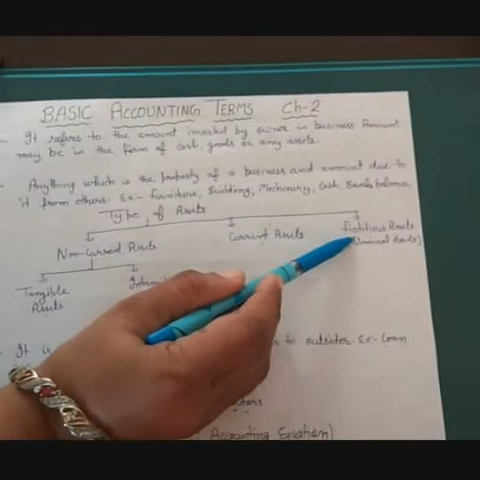 BASIC ACCOUNTING TERMS Ch-2
- It refers to the amount invested by owner in business Amount
may be in the form of cash, goods or any assets.
- Anything which is the property of a business and amount due to
it from others. Ex- Furniture, Building, Machinery, Cash, Bank balance
Type of Assets
Non-current Assets Current Assets Fictitious Assets
(Nominal Assets)
Tangible
Assets
- It is to outsider. Ex- Loan
(Accounting Equation)